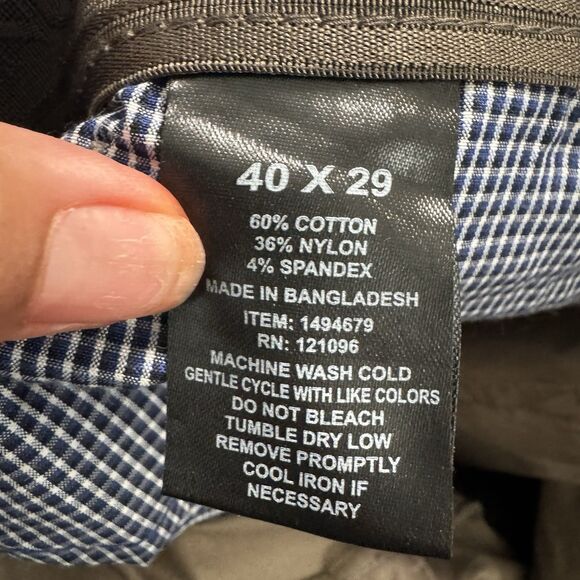 40 X 29
60% COTTON
36% NYLON
4% SPANDEX
MADE IN BANGLADESH
ITEM: 1494679
RN: 121096
MACHINE WASH COLD
GENTLE CYCLE WITH LIKE COLORS
DO NOT BLEACH
TUMBLE DRY LOW
REMOVE PROMPTLY
COOL IRON IF
NECESSARY